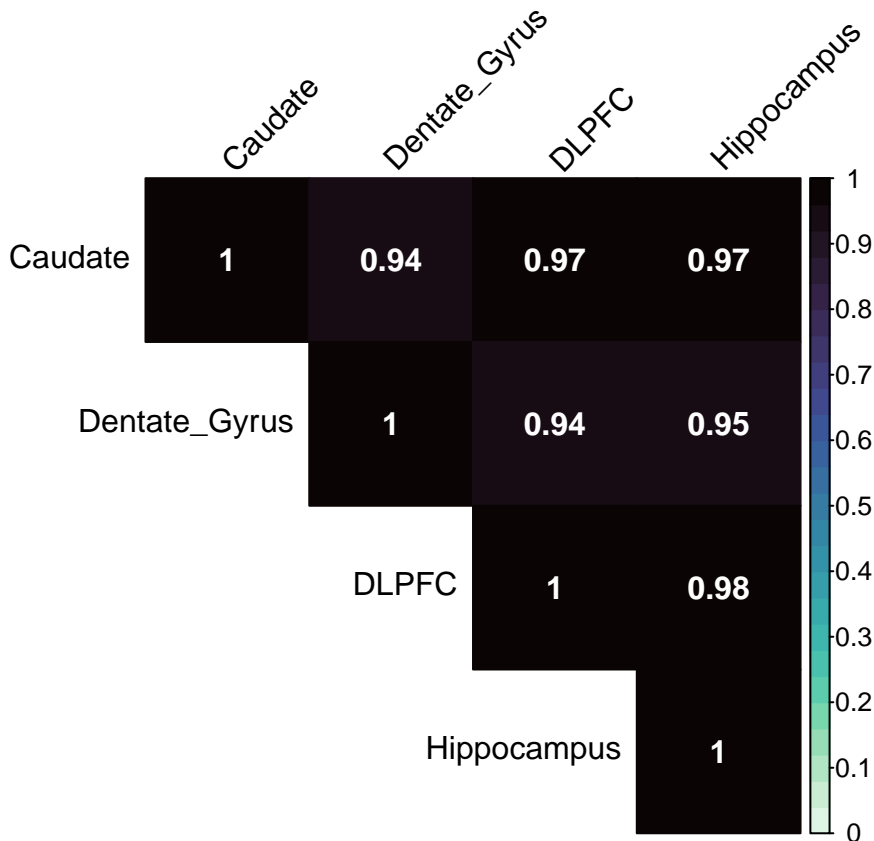 Caudate
Dentate_Gyrus
DLPFC
Hippocampus
Caudate 1 0.94 0.97 0.97
Dentate_Gyrus 1 0.94 0.95
DLPFC 1 0.98
Hippocampus 1
1
0.9
0.8
0.7
0.6
0.5
0.4
0.3
0.2
0.1
0